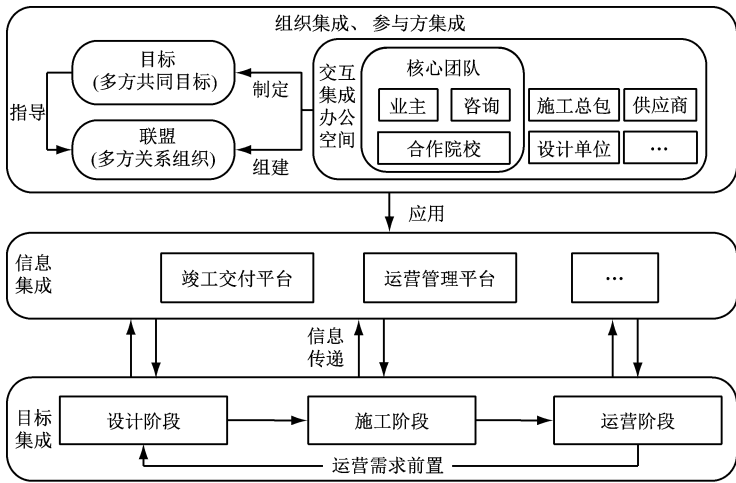 组织集成、参与方集成
目标
(多方共同目标)
指导
联盟
(多方关系组织)
制定
组建
交互
集成
办公
空间
核心团队
业主
咨询
合作院校
施工总包
供应商
设计单位
…
应用
信息
集成
竣工交付平台
运营管理平台
…
信息
传递
目标
集成
设计阶段
施工阶段
运营阶段
运营需求前置